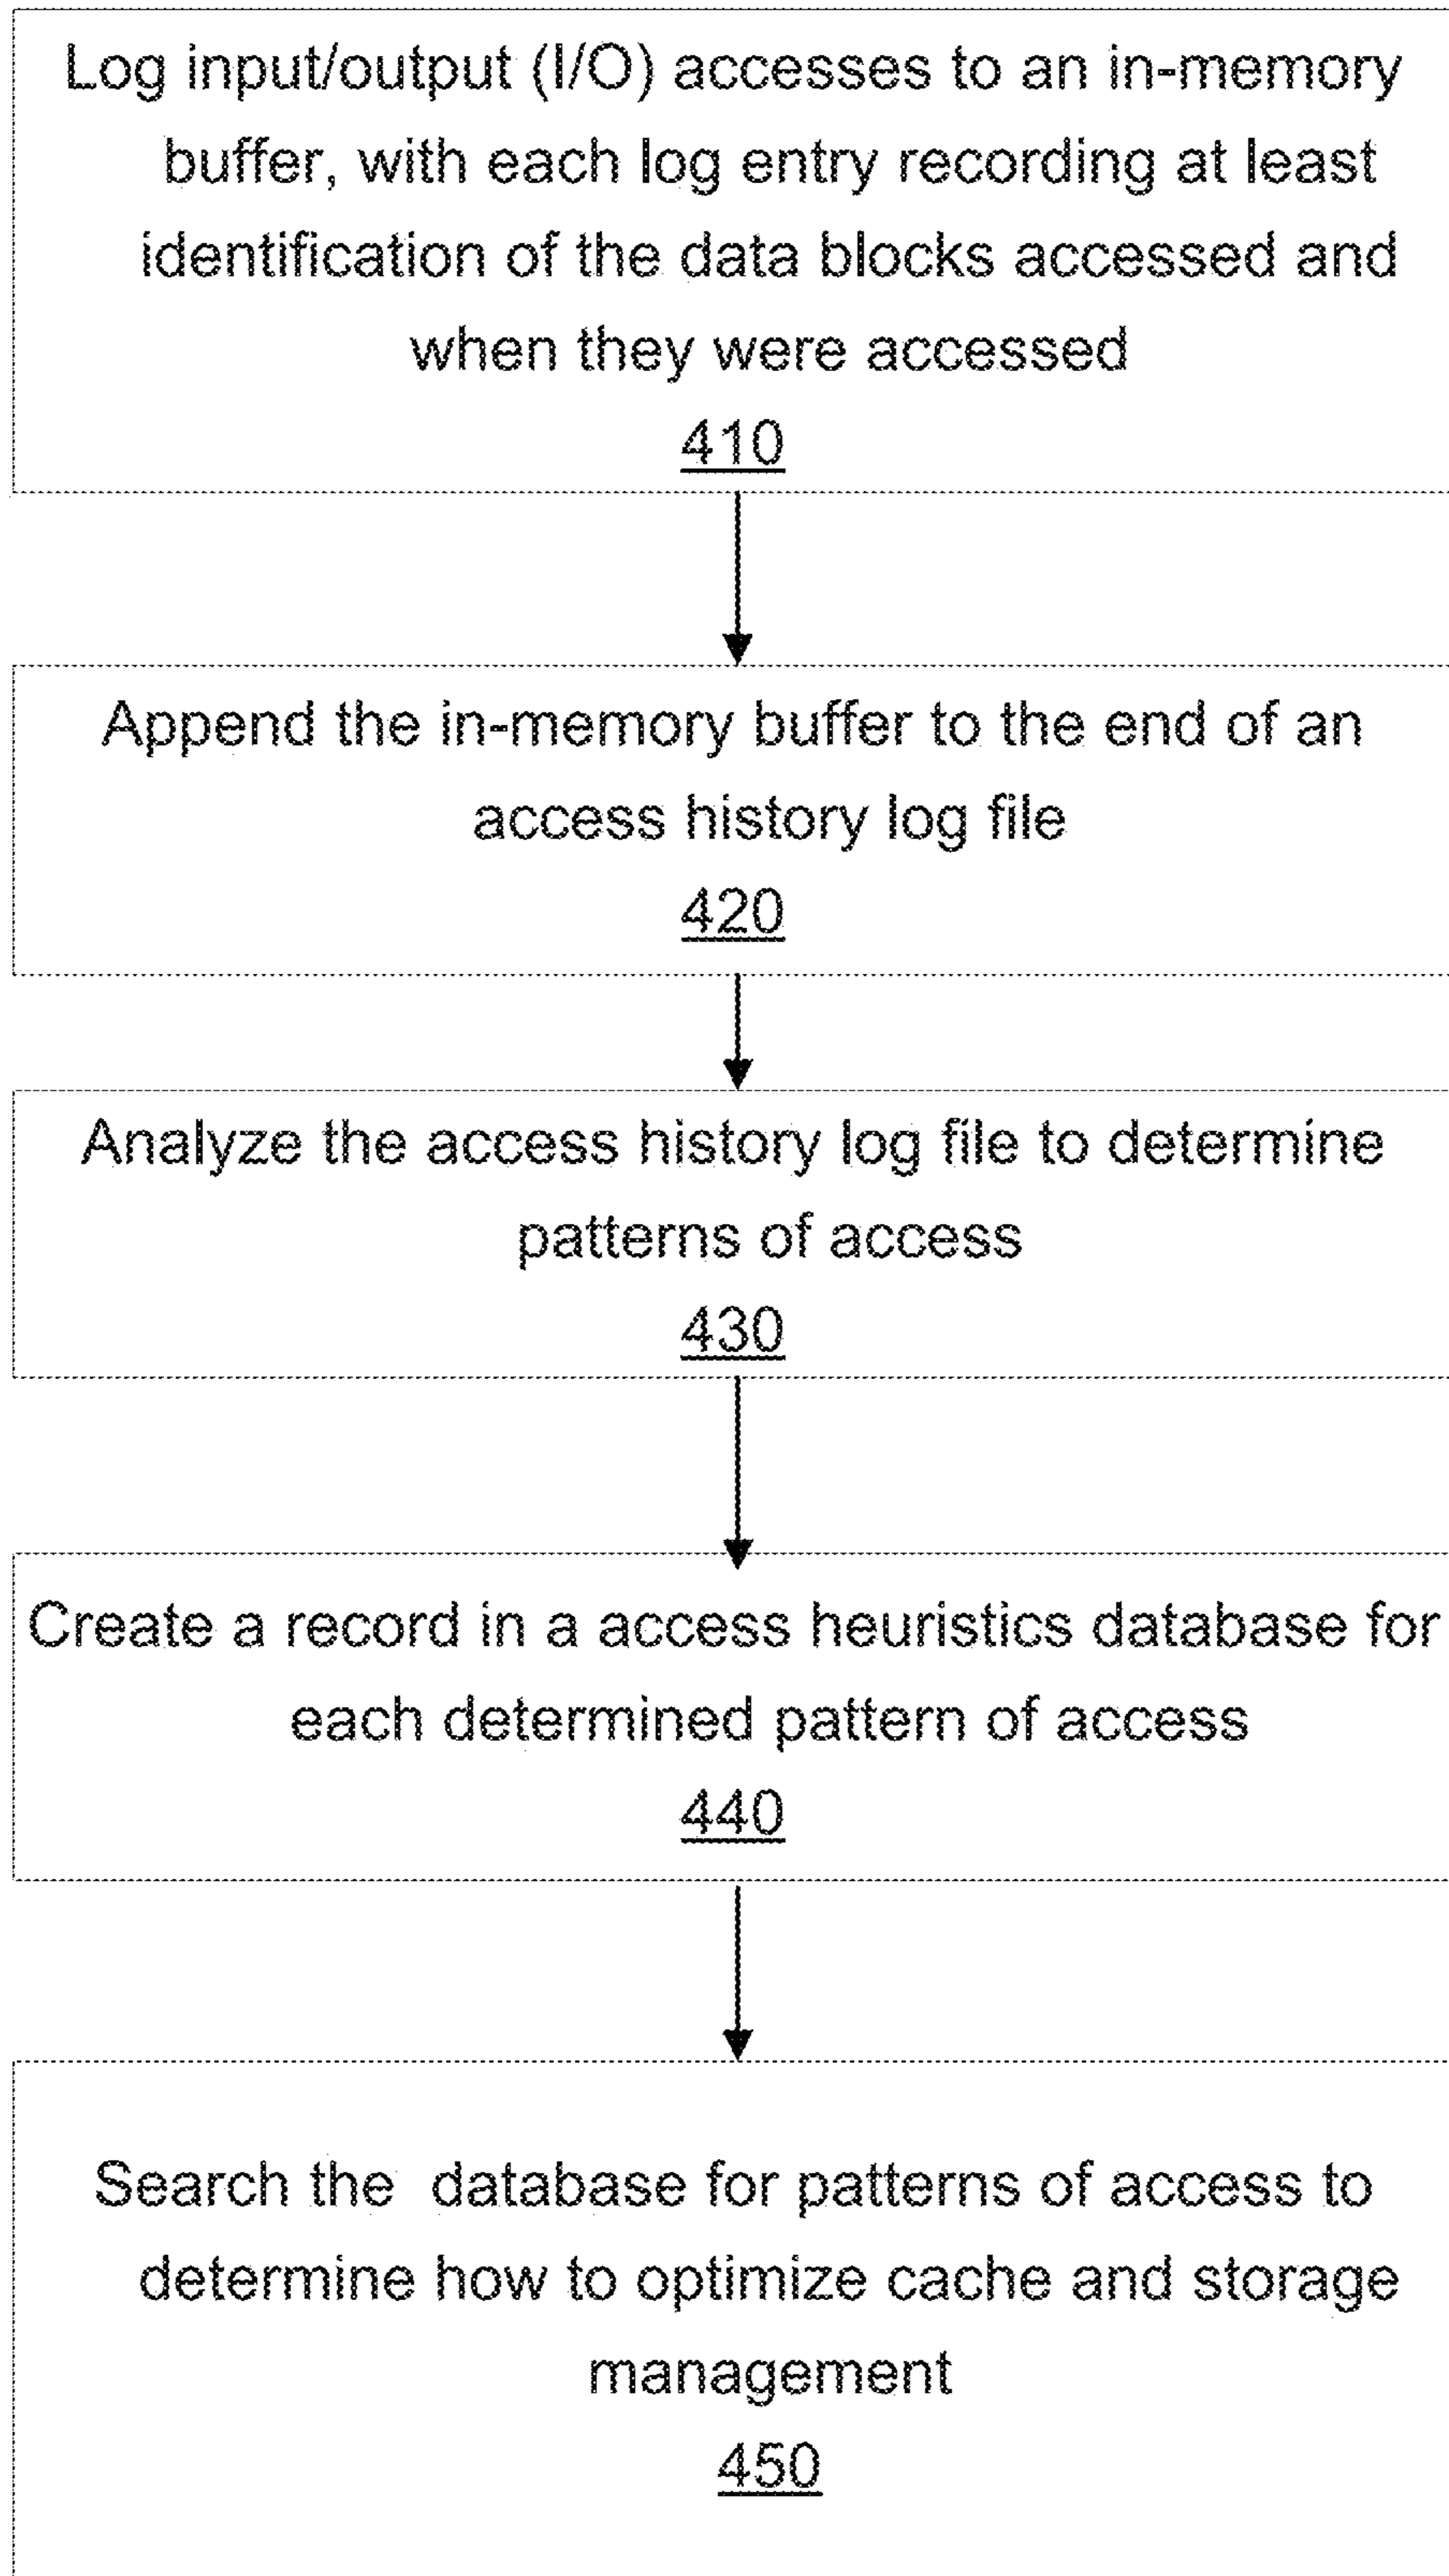 Log input/output (I/O) accesses to an in-memory
buffer, with each log entry recording at least
identification of the data blocks accessed and
when they were accessed
410
Append the in-memory buffer to the end of an
access history log file
420
Analyze the access history log file to determine
patterns of access
430
Create a record in a access heuristics database for
each determined pattern of access
440
Search the  database for patterns of access to
determine how to optimize cache and storage
management
450